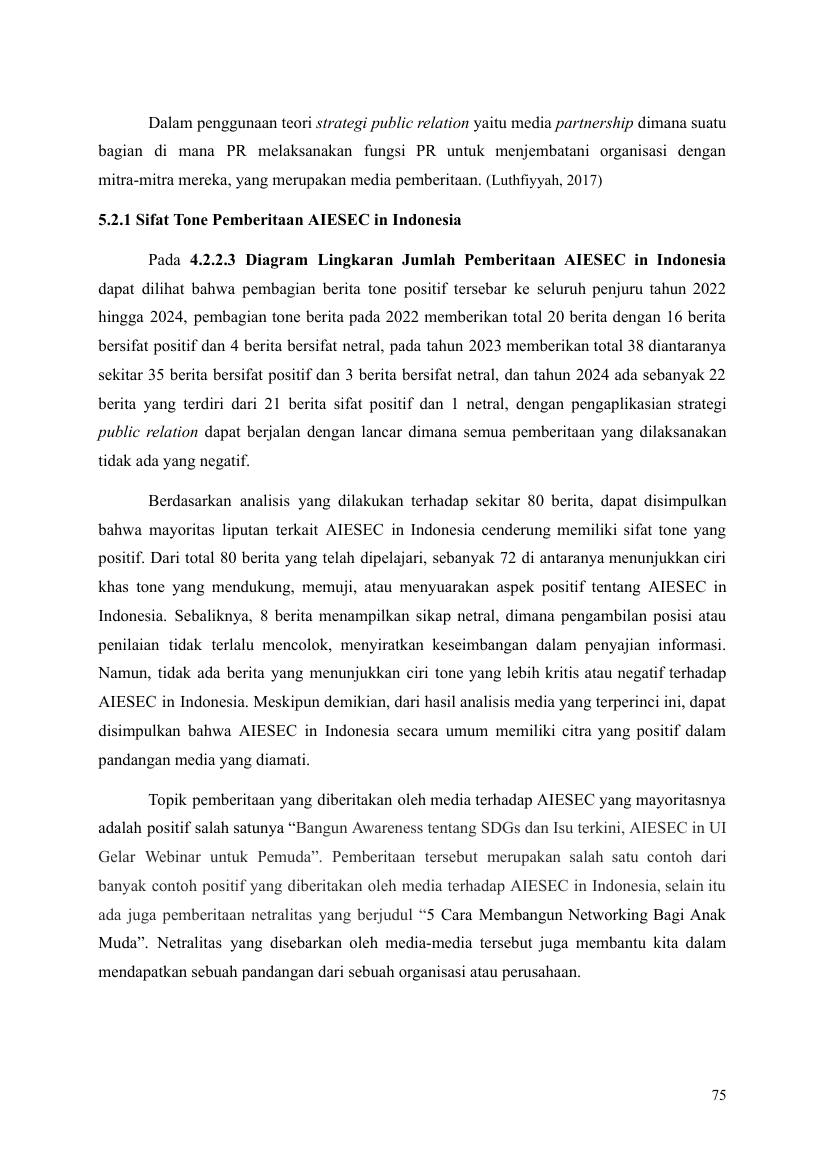 Dalam penggunaan teori strategi public relation yaitu media partnership dimana suatu
bagian di mana PR melaksanakan fungsi PR untuk menjembatani organisasi dengan
mitra-mitra mereka, yang merupakan media pemberitaan. (Luthfiyyah, 2017)
5.2.1 Sifat Tone Pemberitaan AIESEC in Indonesia
Pada 4.2.2.3 Diagram Lingkaran Jumlah Pemberitaan AIESEC in Indonesia
dapat dilihat bahwa pembagian berita tone positif tersebar ke seluruh penjuru tahun 2022
hingga 2024, pembagian tone berita pada 2022 memberikan total 20 berita dengan 16 berita
bersifat positif dan 4 berita bersifat netral, pada tahun 2023 memberikan total 38 diantaranya
sekitar 35 berita bersifat positif dan 3 berita bersifat netral, dan tahun 2024 ada sebanyak 22
berita yang terdiri dari 21 berita sifat positif dan 1 netral, dengan pengaplikasian strategi
public relation dapat berjalan dengan lancar dimana semua pemberitaan yang dilaksanakan
tidak ada yang negatif.
Berdasarkan analisis yang dilakukan terhadap sekitar 80 berita, dapat disimpulkan
bahwa mayoritas liputan terkait AIESEC in Indonesia cenderung memiliki sifat tone yang
positif. Dari total 80 berita yang telah dipelajari, sebanyak 72 di antaranya menunjukkan ciri
khas tone yang mendukung, memuji, atau menyuarakan aspek positif tentang AIESEC in
Indonesia. Sebaliknya, 8 berita menampilkan sikap netral, dimana pengambilan posisi atau
penilaian tidak terlalu mencolok, menyiratkan keseimbangan dalam penyajian informasi.
Namun, tidak ada berita yang menunjukkan ciri tone yang lebih kritis atau negatif terhadap
AIESEC in Indonesia. Meskipun demikian, dari hasil analisis media yang terperinci ini, dapat
disimpulkan bahwa AIESEC in Indonesia secara umum memiliki citra yang positif dalam
pandangan media yang diamati.
Topik pemberitaan yang diberitakan oleh media terhadap AIESEC yang mayoritasnya
adalah positif salah satunya “Bangun Awareness tentang SDGs dan Isu terkini, AIESEC in UI
Gelar Webinar untuk Pemuda”. Pemberitaan tersebut merupakan salah satu contoh dari
banyak contoh positif yang diberitakan oleh media terhadap AIESEC in Indonesia, selain itu
ada juga pemberitaan netralitas yang berjudul “5 Cara Membangun Networking Bagi Anak
Muda”. Netralitas yang disebarkan oleh media-media tersebut juga membantu kita dalam
mendapatkan sebuah pandangan dari sebuah organisasi atau perusahaan.
75